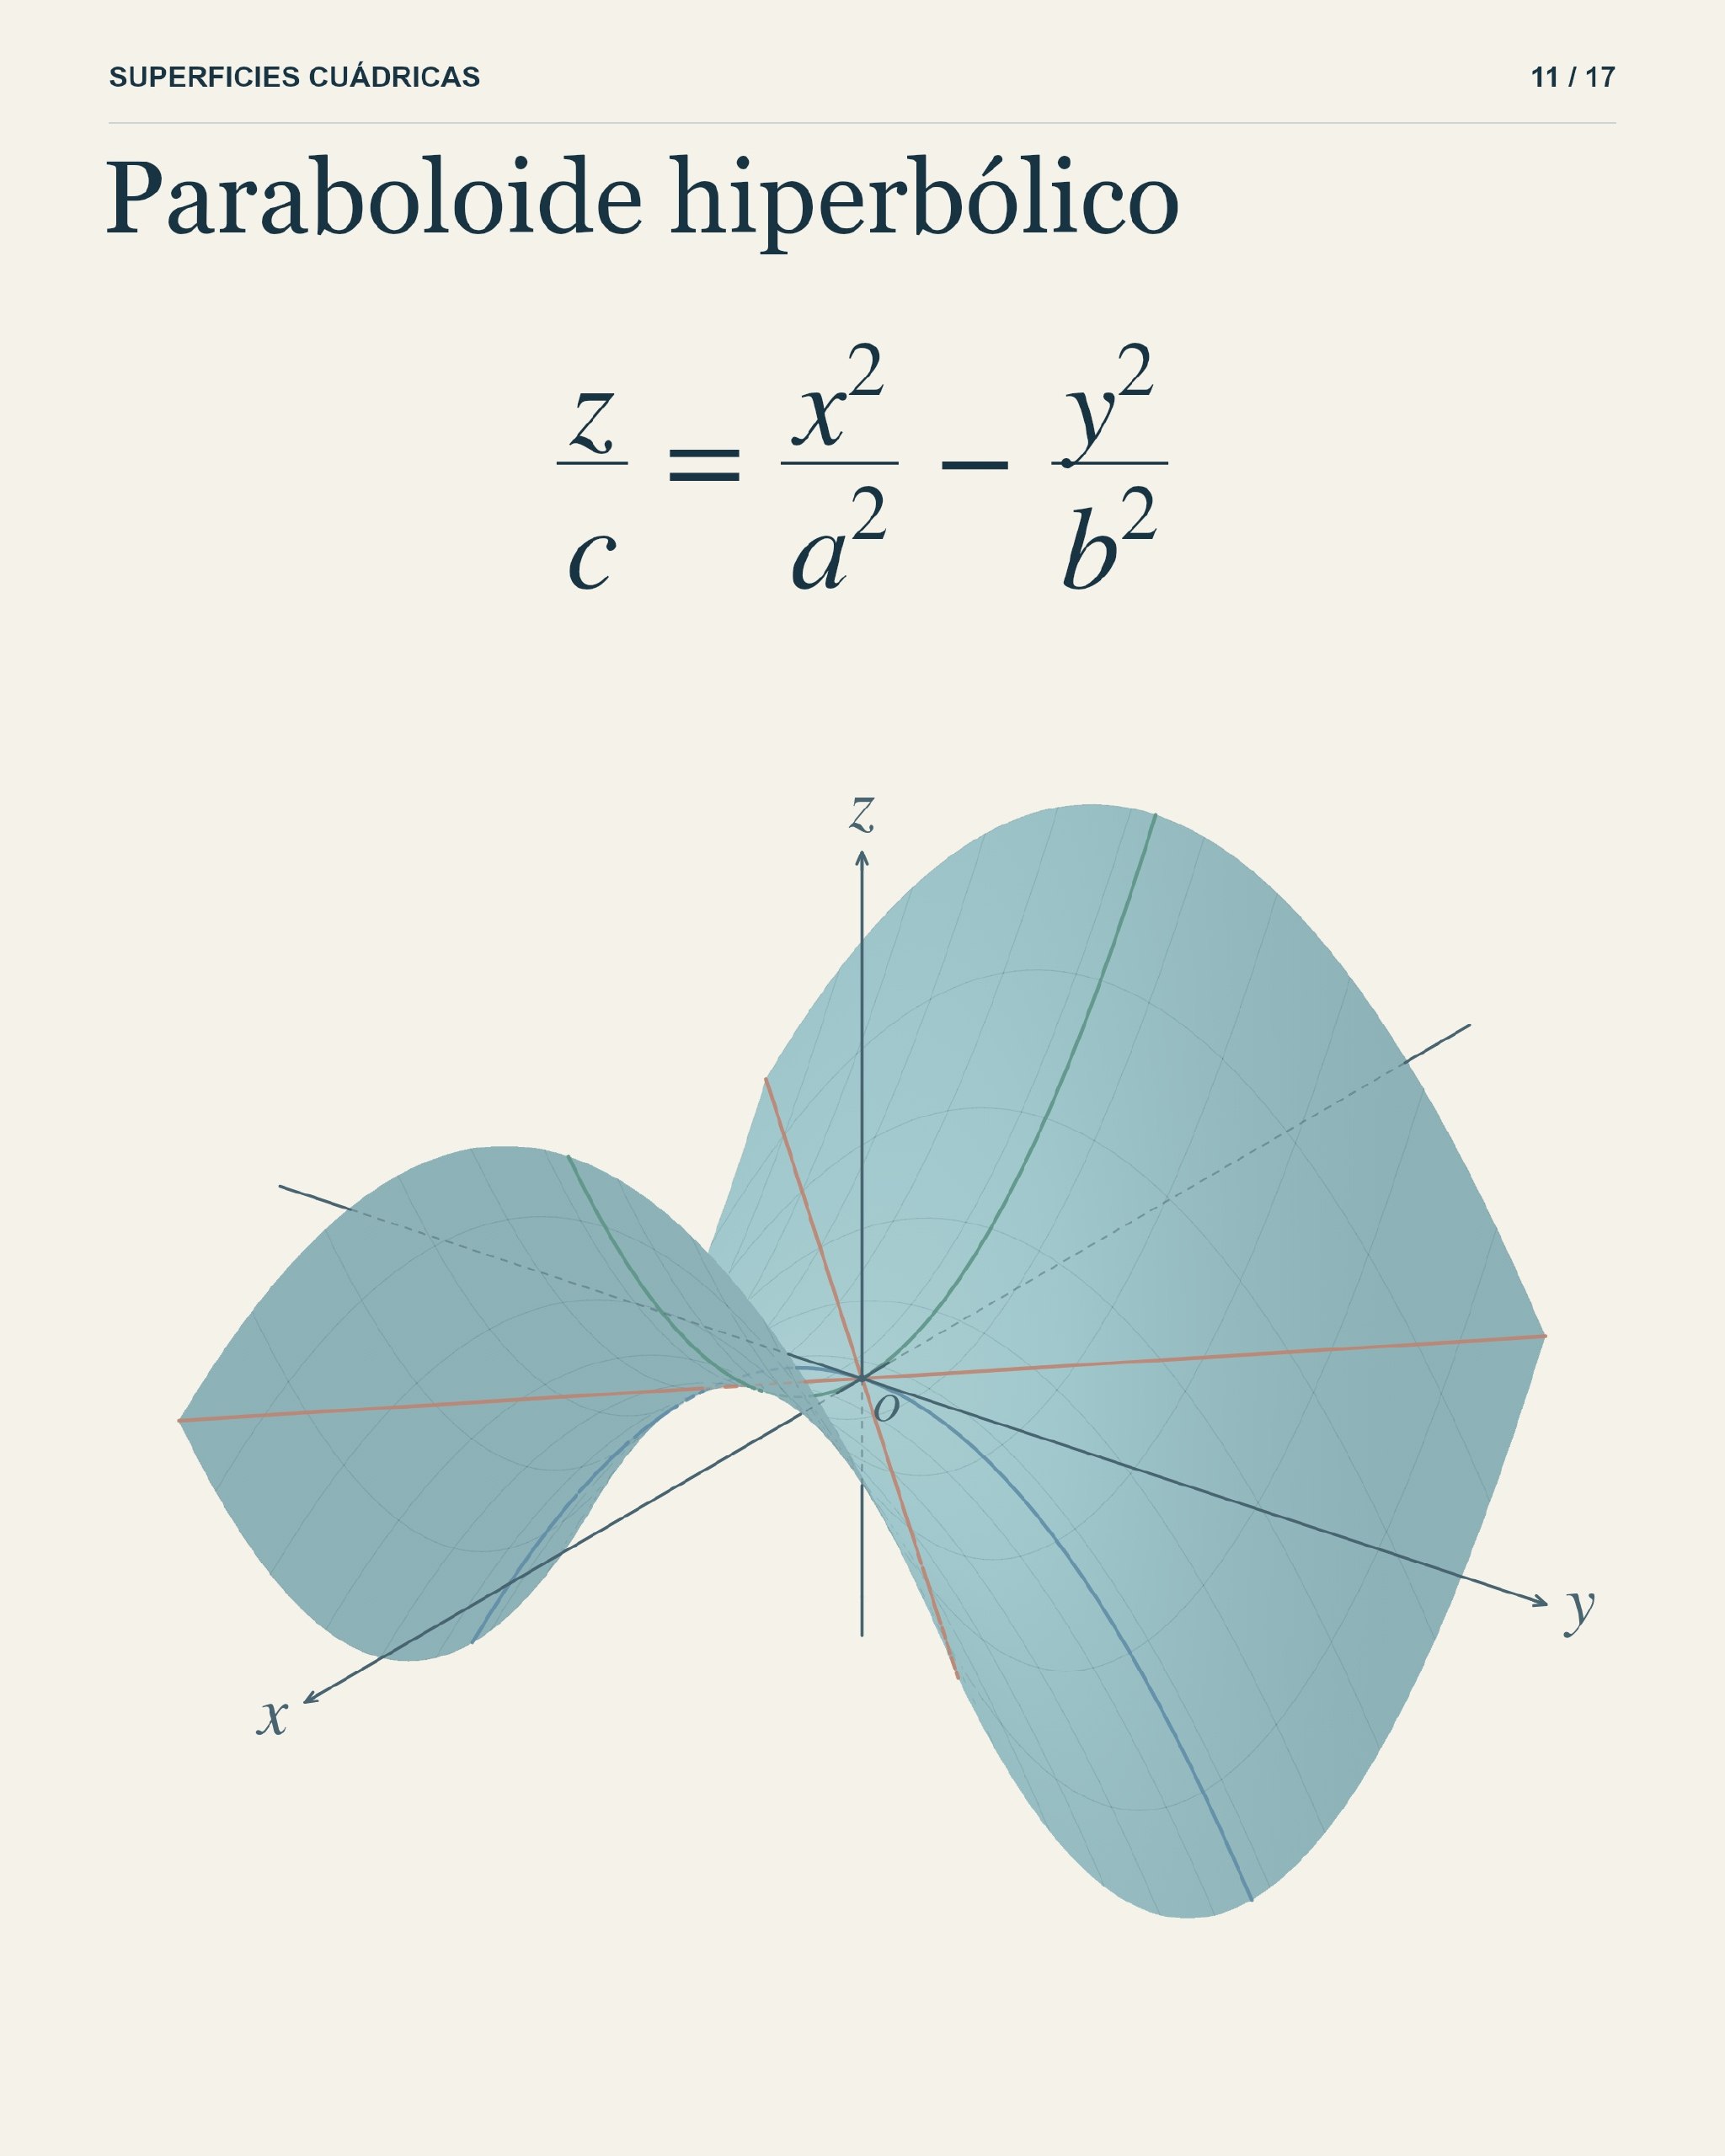 SUPERFICIES CUÁDRICAS
11 / 17
Paraboloide hiperbólico
z/c = x²/a² − y²/b²
z
O
y
x